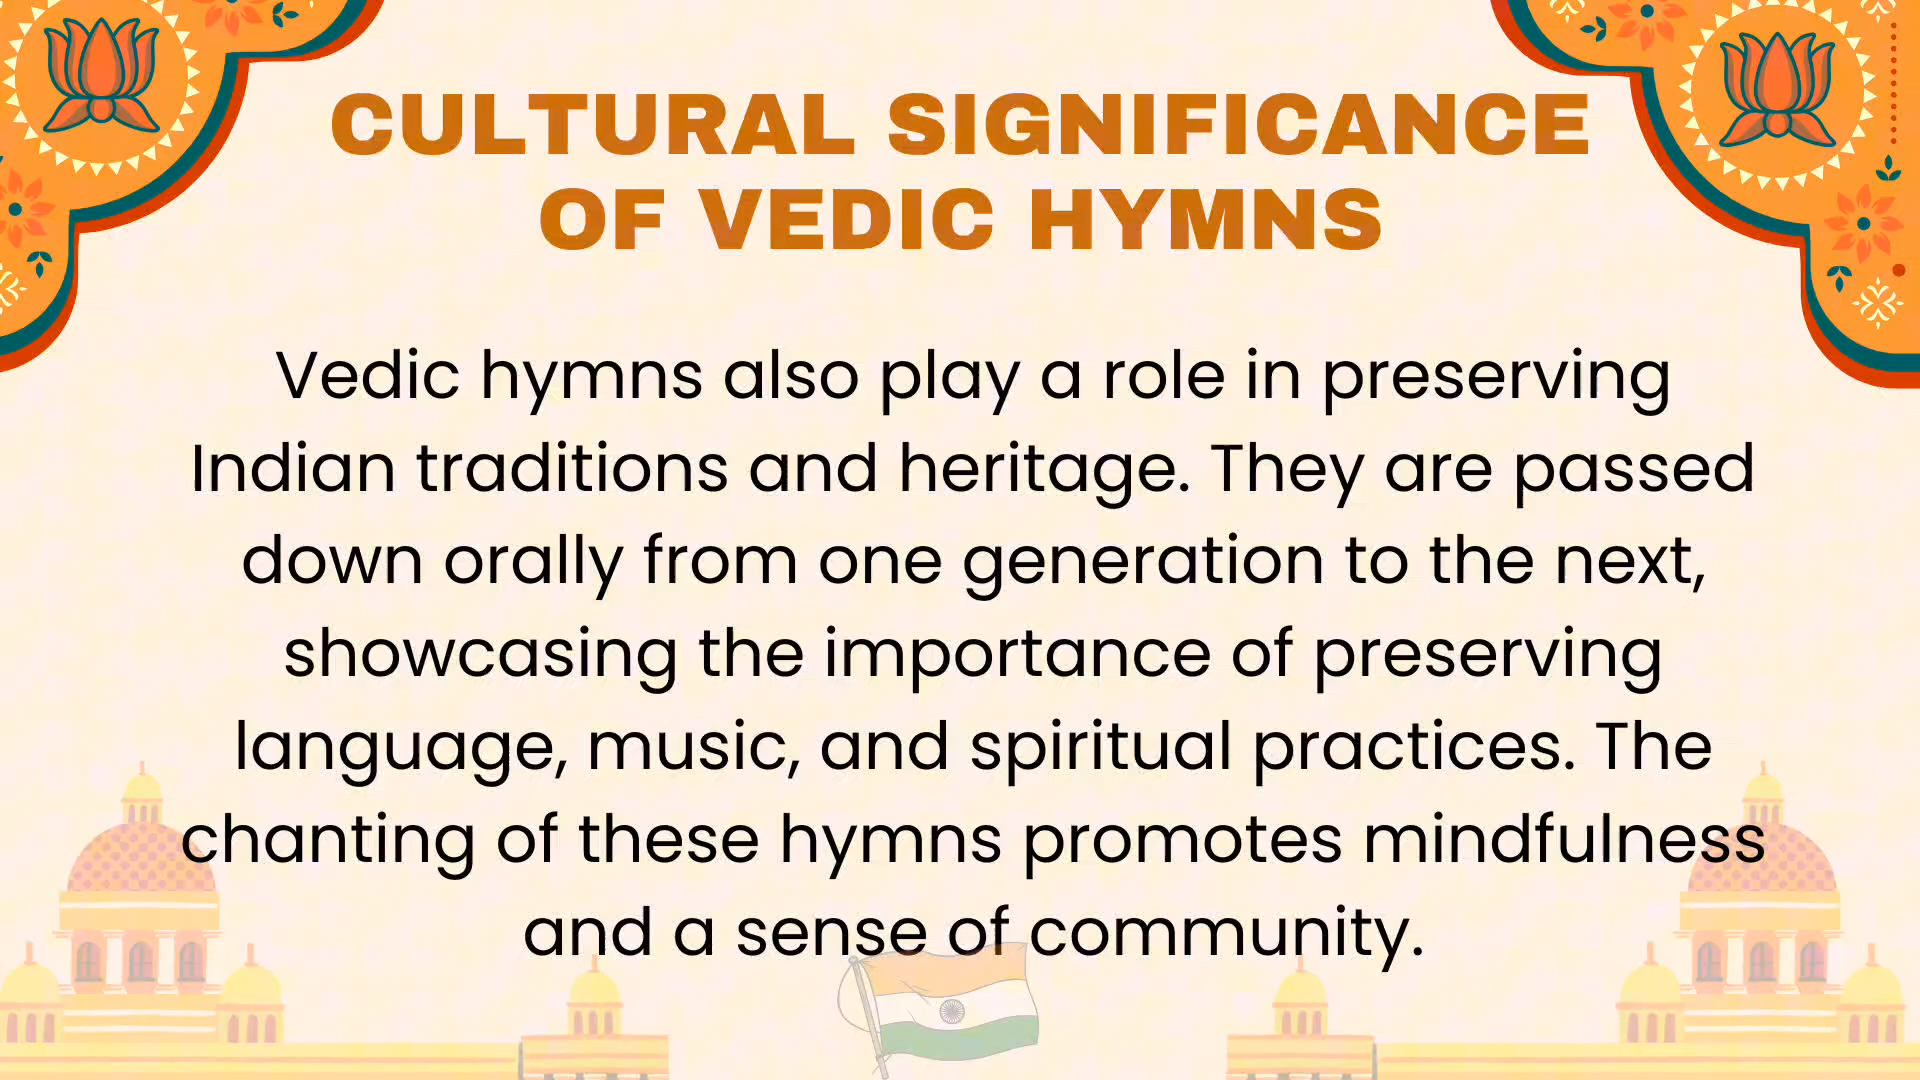 CULTURAL SIGNIFICANCE
OF VEDIC HYMNS
Vedic hymns also play a role in preserving
Indian traditions and heritage. They are passed
down orally from one generation to the next,
showcasing the importance of preserving
language, music, and spiritual practices. The
chanting of these hymns promotes mindfulness
and a sense of community.